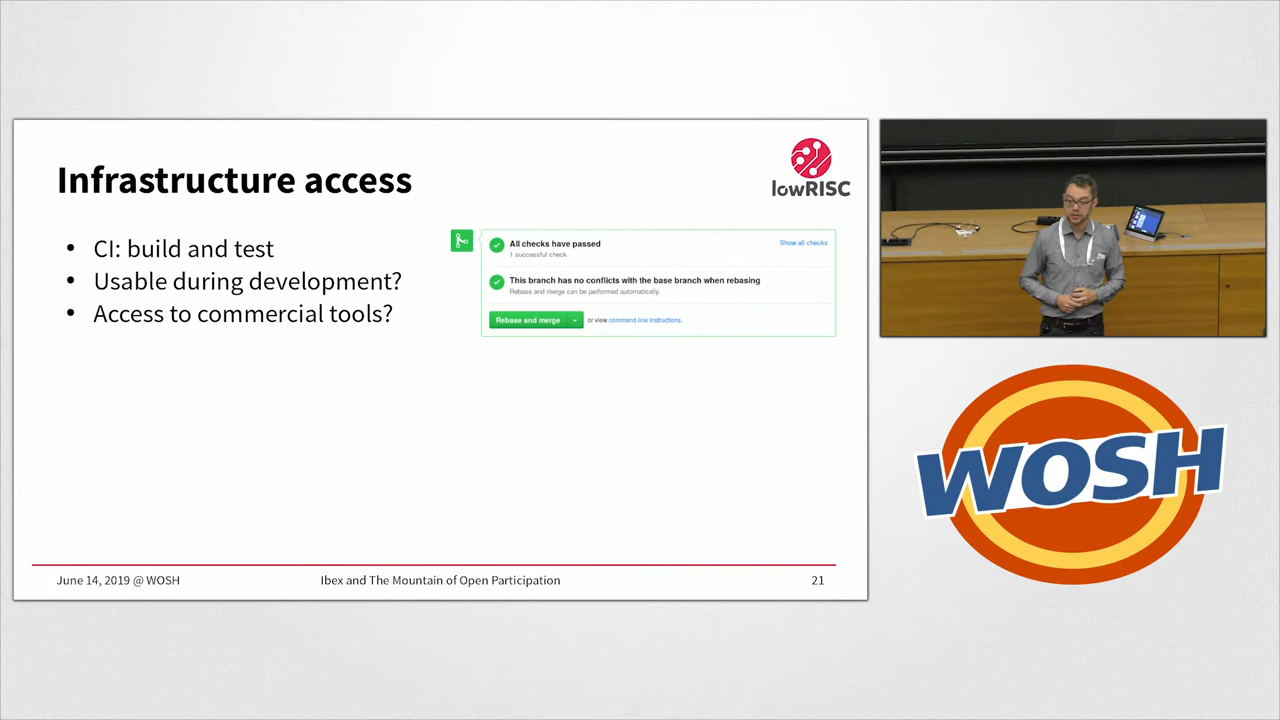 Infrastructure access
lowRISC
• CI: build and test
• Usable during development?
• Access to commercial tools?
All checks have passed
1 successful check
Show all checks
This branch has no conflicts with the base branch when rebasing
Rebase and merge can be performed automatically.
Rebase and merge or view command line instructions.
June 14, 2019 @ WOSH Ibex and The Mountain of Open Participation 21
WOSH